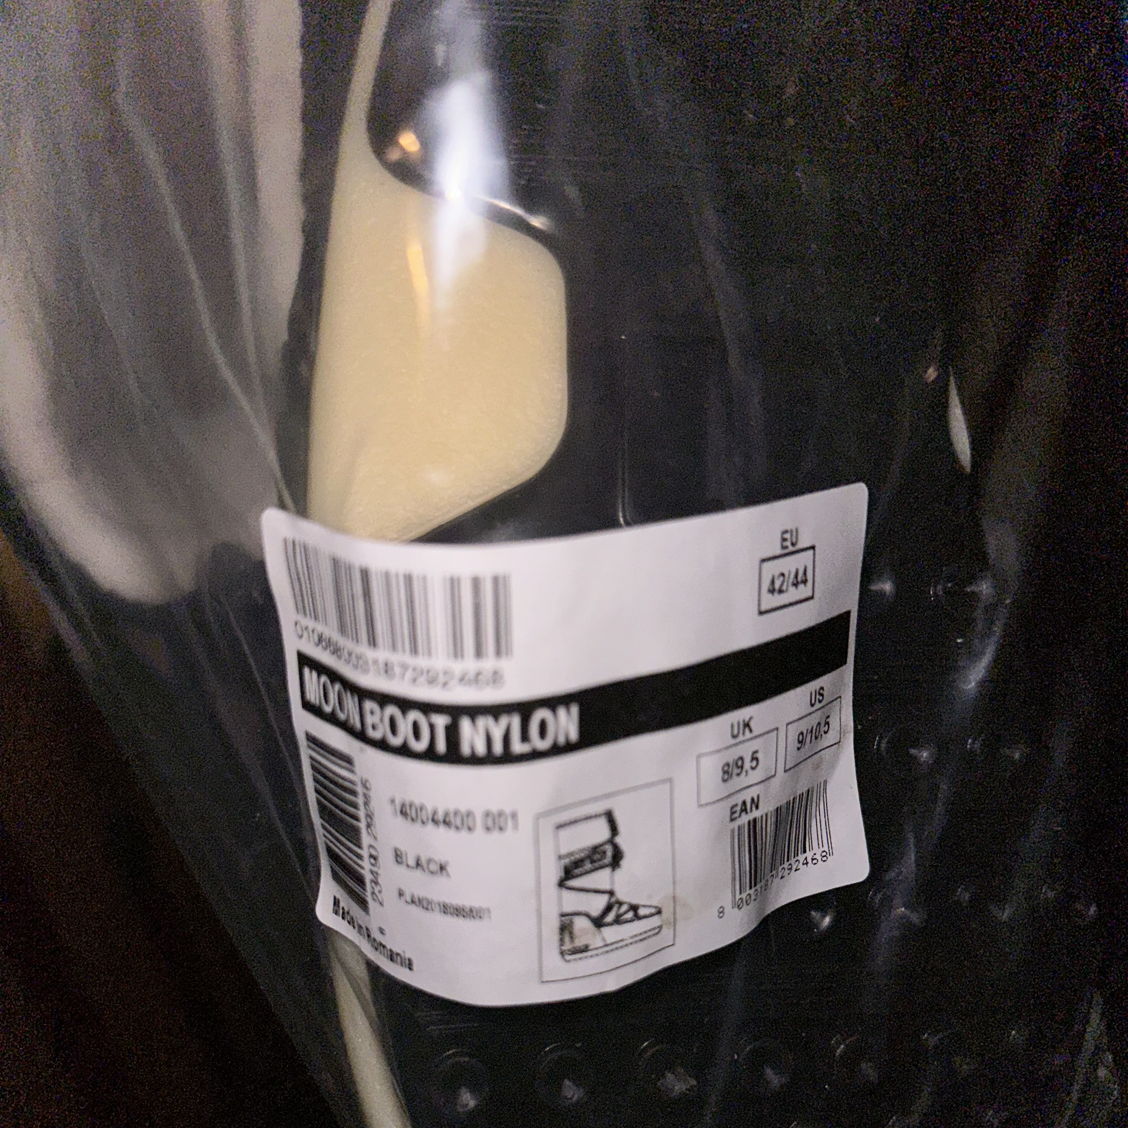 EU
42/44
MOON BOOT NYLON
UK
8/9,5
US
9/10,5
14004400 001
BLACK
EAN
8 003187 292468
Made in Romania